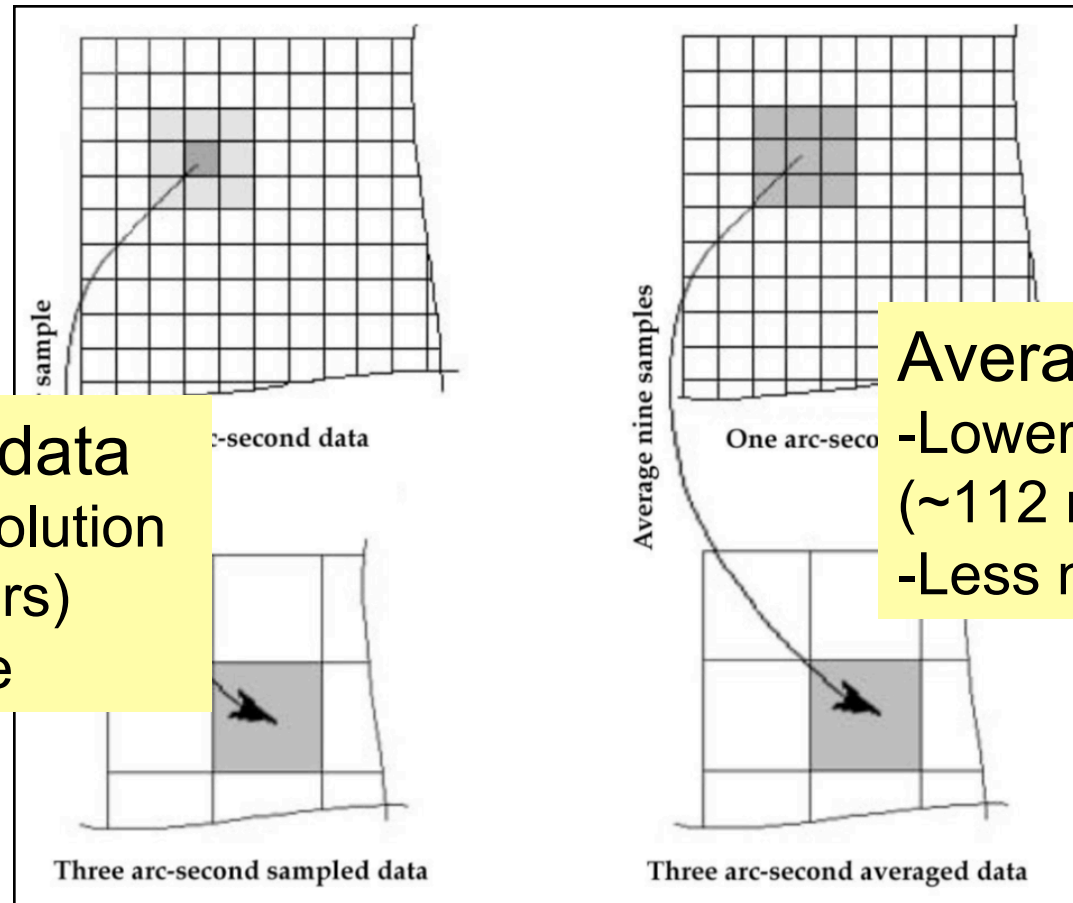 sample
c-second data
data
olution
rs)
e
Three arc-second sampled data
Average nine samples
One arc-seco
Avera
-Lower
(~112
-Less
Three arc-second averaged data